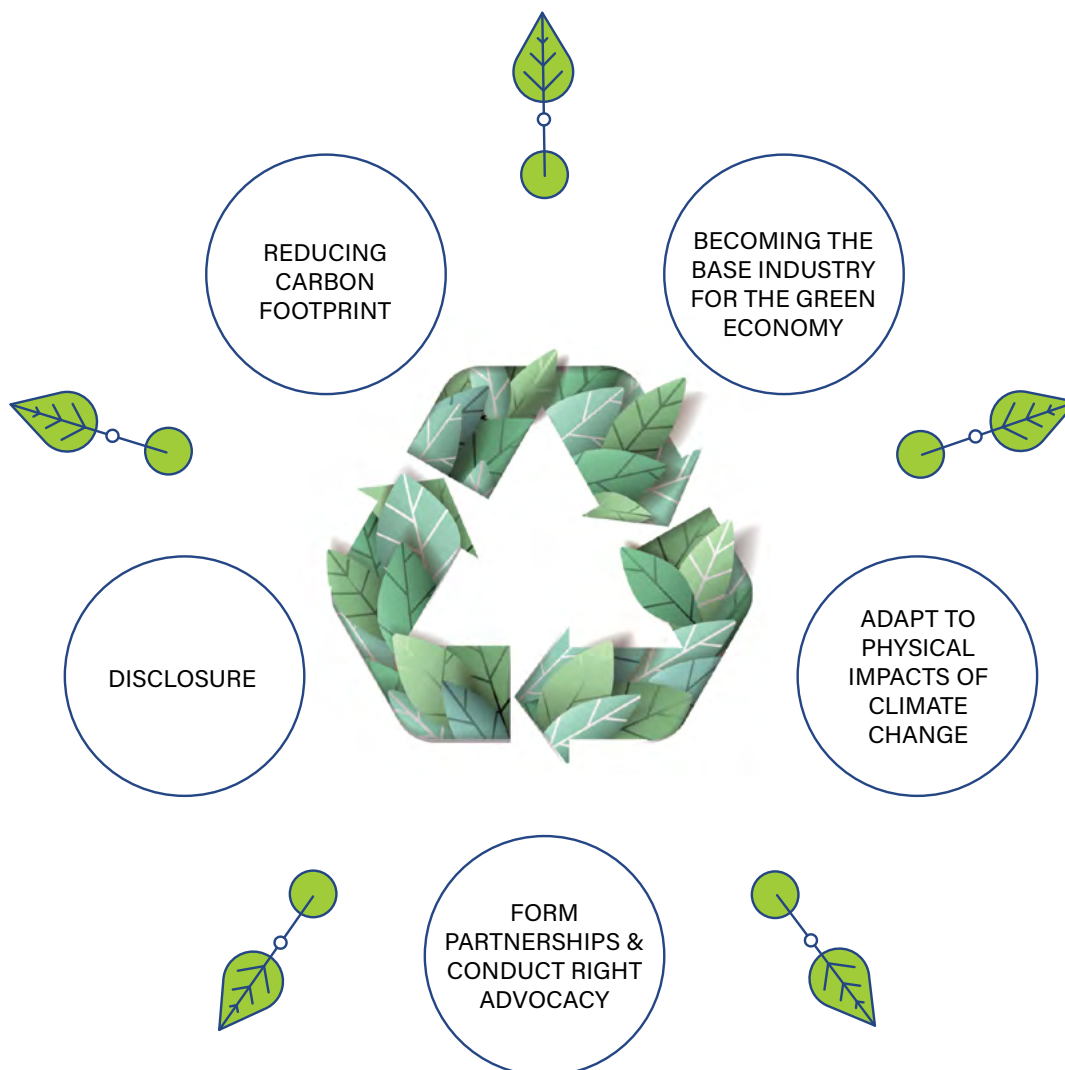 REDUCING
CARBON
FOOTPRINT
BECOMING THE
BASE INDUSTRY
FOR THE GREEN
ECONOMY
DISCLOSURE
ADAPT TO
PHYSICAL
IMPACTS OF
CLIMATE
CHANGE
FORM
PARTNERSHIPS &
CONDUCT RIGHT
ADVOCACY